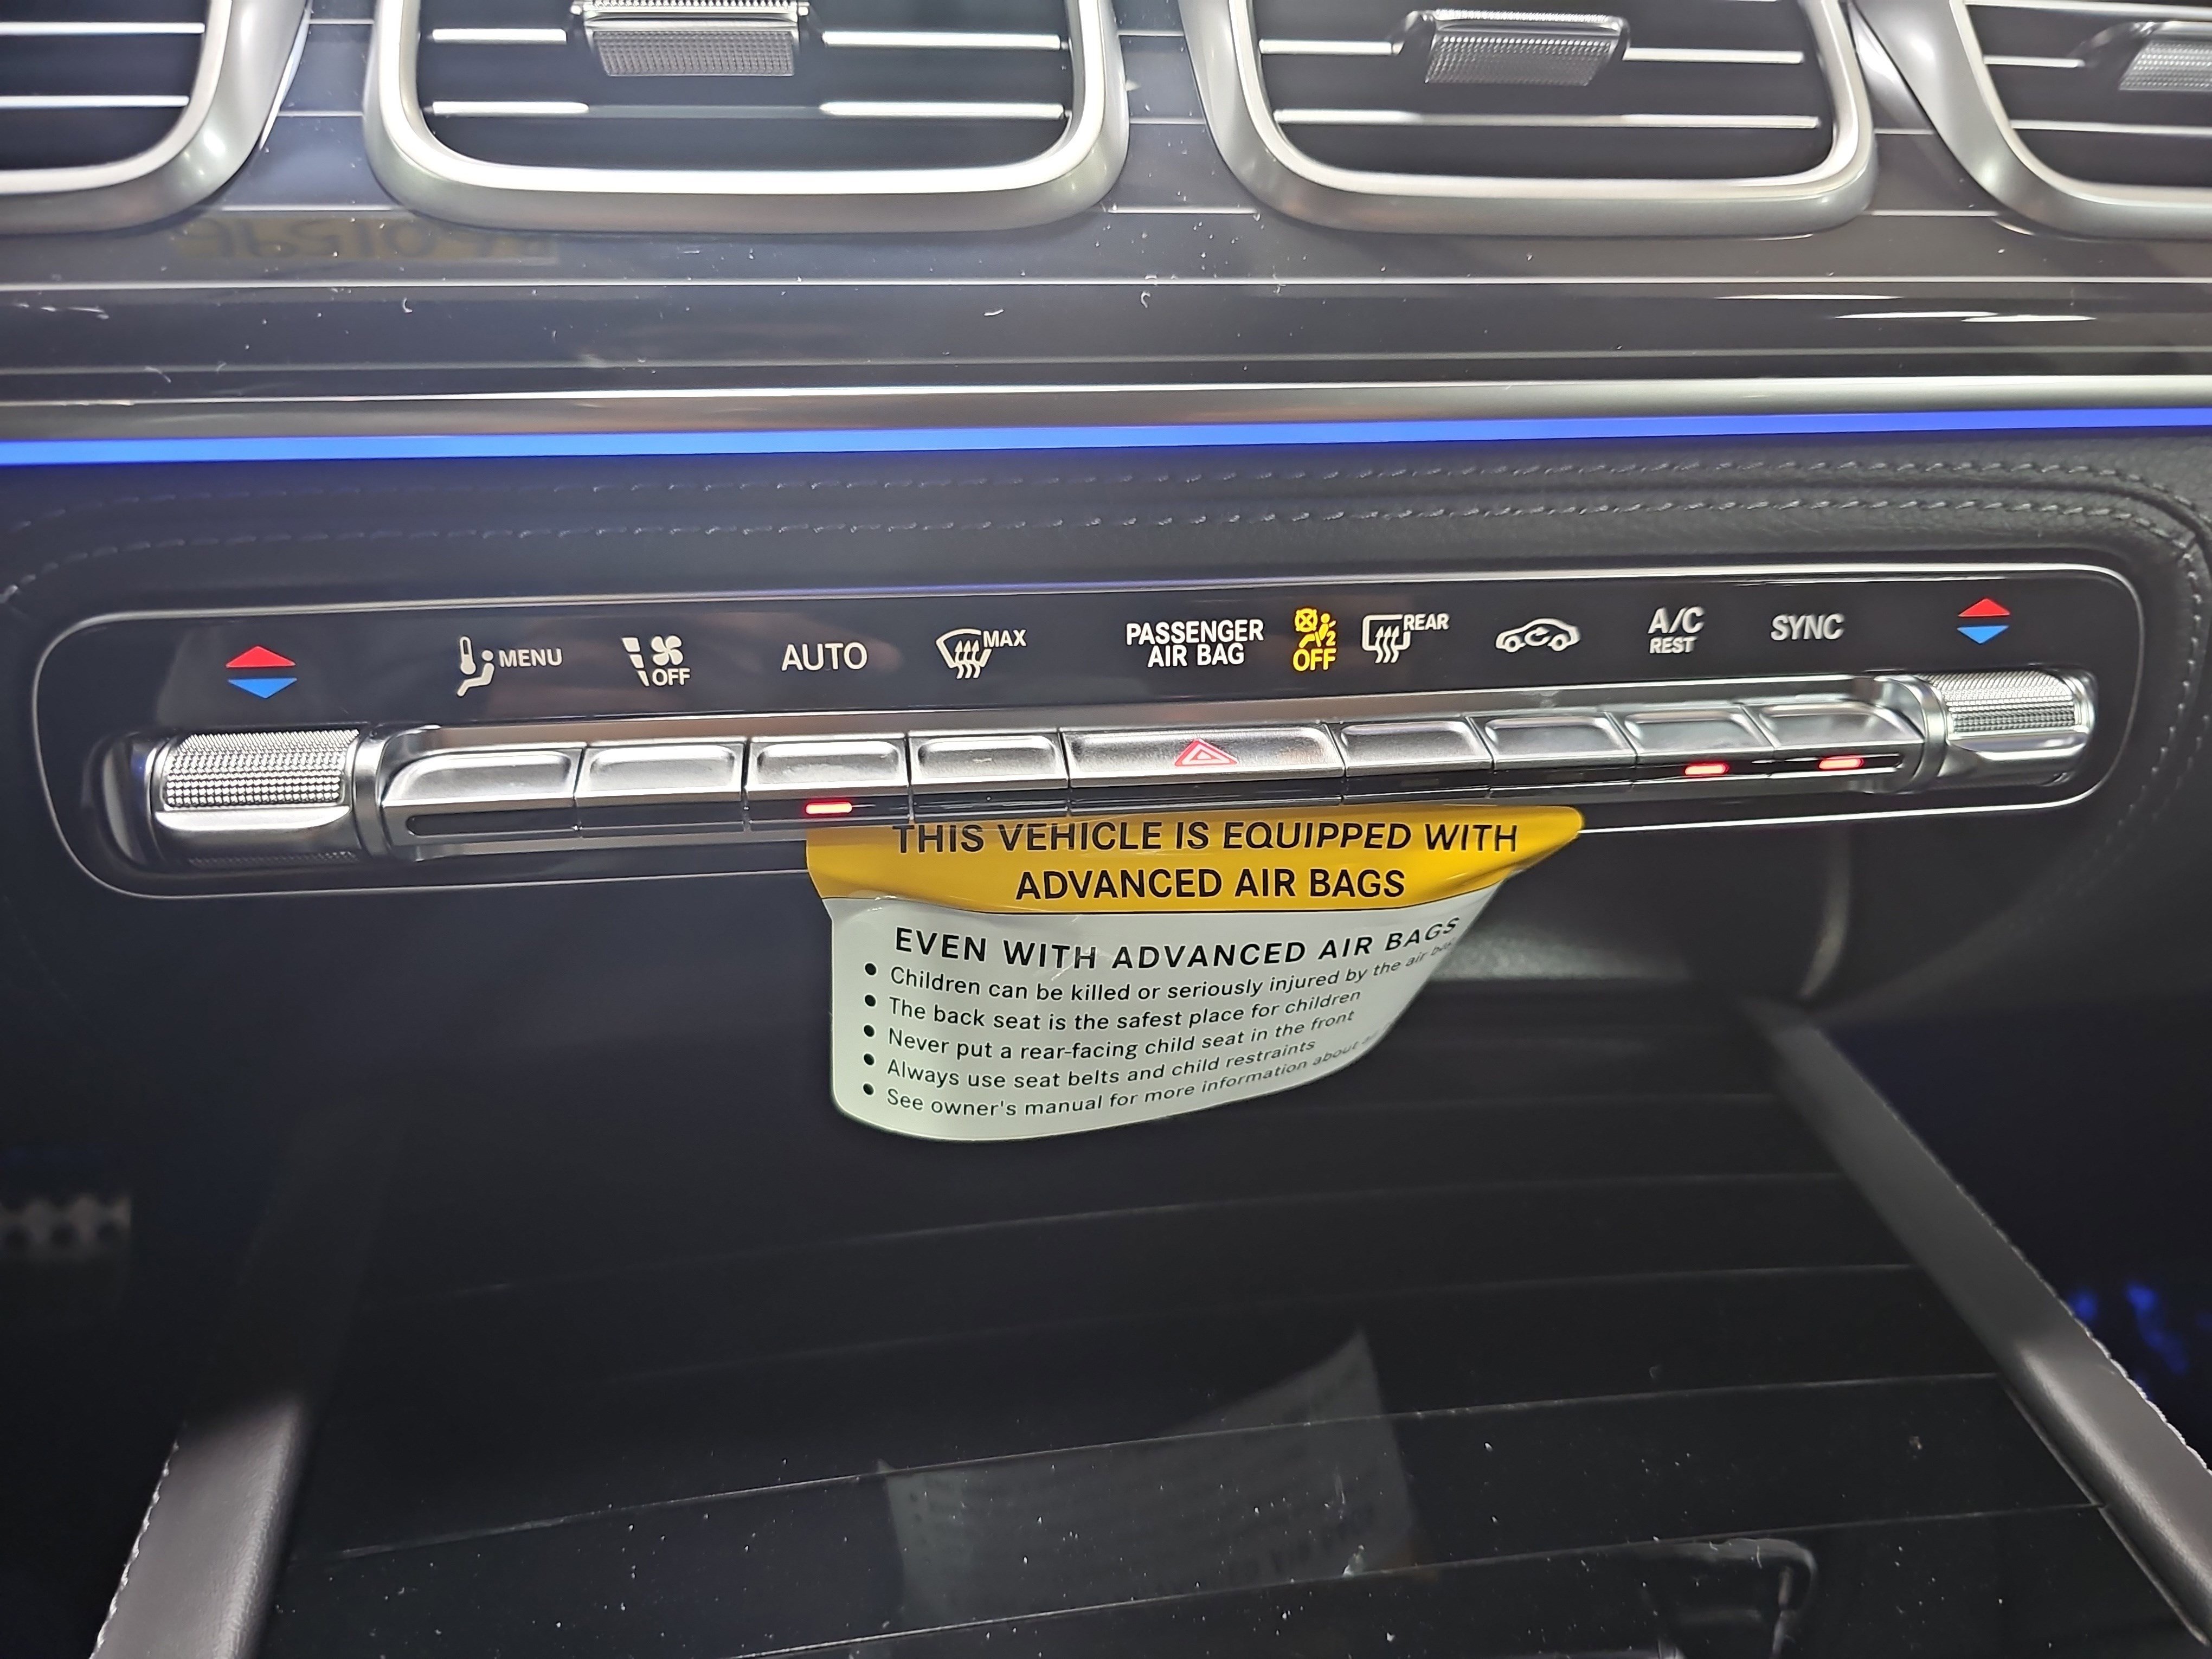 MENU
OFF
AUTO
MAX
PASSENGER
AIR BAG
2
OFF
REAR
A/C
REST
SYNC
THIS VEHICLE IS EQUIPPED WITH
ADVANCED AIR BAGS
EVEN WITH ADVANCED AIR BAGS
• Children can be killed or seriously injured by the air
• The back seat is the safest place for children
• Never put a rear-facing child seat in the front
• Always use seat belts and child restraints
• See owner's manual for more information about